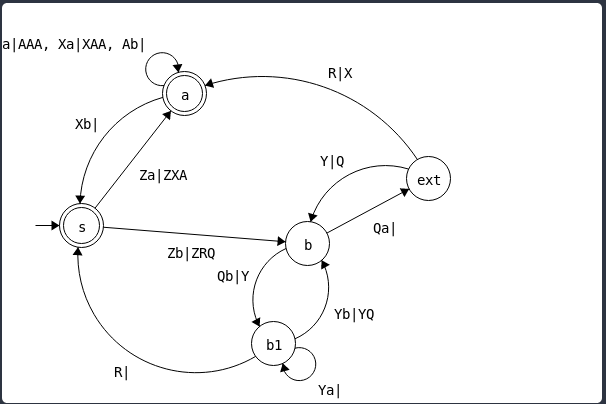 a|AAA, Xa|XAA, Ab|
R|X
a
Xb|
Y|Q
Za|ZXA
ext
s
Qa|
b
Zb|ZRQ
Qb|Y
Yb|YQ
b1
R|
Ya|